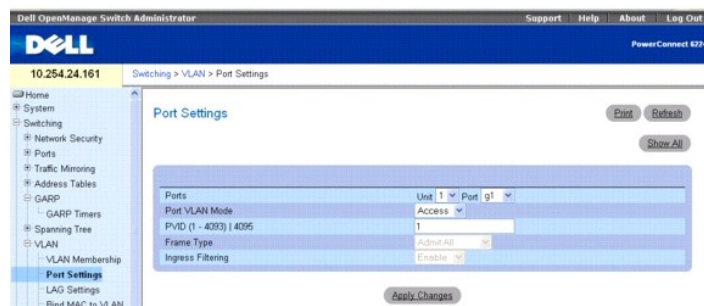 Dell OpenManage Switch Administrator
Support Help About Log Out
DELL
PowerConnect 622
10.254.24.161
Switching > VLAN > Port Settings
Home
System
Switching
Network Security
Ports
Traffic Mirroring
Address Tables
GARP
GARP Timers
Spanning Tree
VLAN
VLAN Membership
Port Settings
LAG Settings
Bind MAC to VLAN
Port Settings
Print Refresh
Show All
Ports Unit 1 Port g1
Port VLAN Mode Access
PVID (1 - 4093) | 4095 1
Frame Type Admit All
Ingress Filtering Enable
Apply Changes